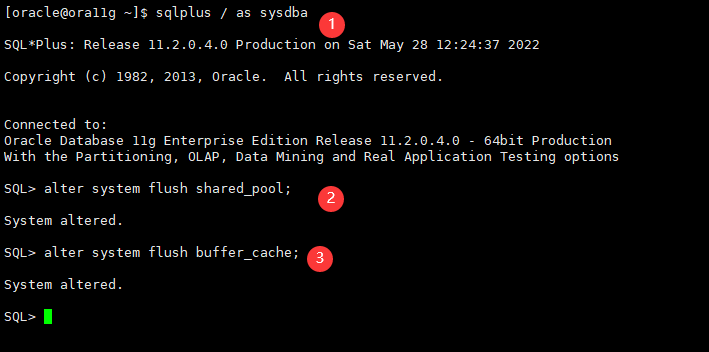 [oracle@ora11g ~]$ sqlplus / as sysdba
1
SQL*Plus: Release 11.2.0.4.0 Production on Sat May 28 12:24:37 2022
Copyright (c) 1982, 2013, Oracle.  All rights reserved.
Connected to:
Oracle Database 11g Enterprise Edition Release 11.2.0.4.0 - 64bit Production
With the Partitioning, OLAP, Data Mining and Real Application Testing options
SQL> alter system flush shared_pool;
2
System altered.
SQL> alter system flush buffer_cache;
3
System altered.
SQL>